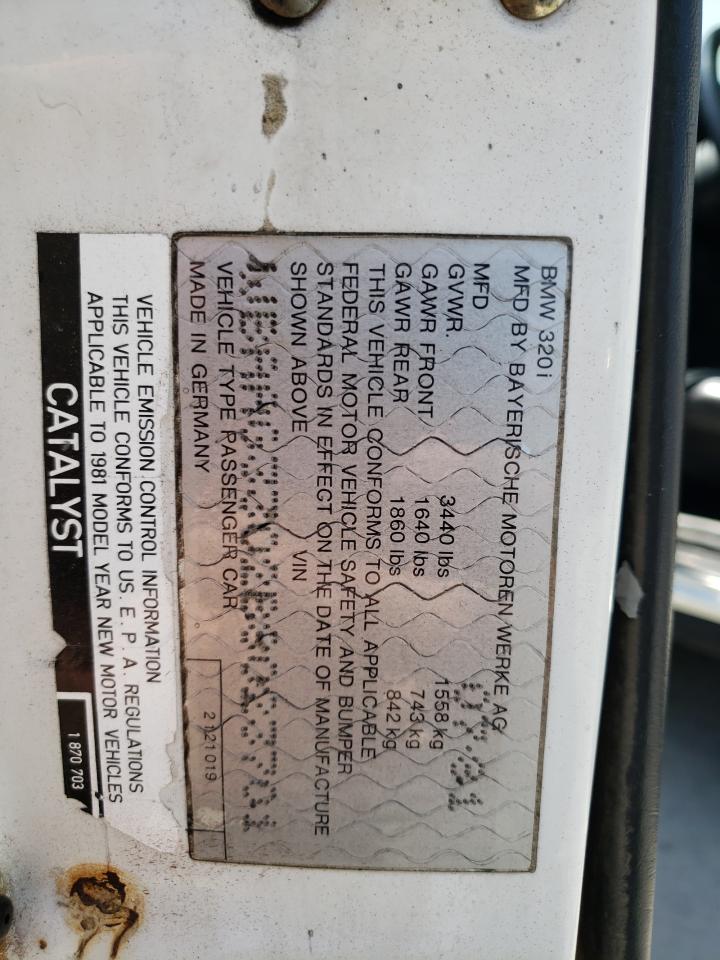 BMW 320i
MFD BY BAYERISCHE MOTOREN WERKE AG
MFD
GVWR. 3440 lbs 1558 kg
GAWR FRONT 1640 lbs 743 kg
GAWR REAR 1860 lbs 842 kg
THIS VEHICLE CONFORMS TO ALL APPLICABLE
FEDERAL MOTOR VEHICLE SAFETY AND BUMPER
STANDARDS IN EFFECT ON THE DATE OF MANUFACTURE
SHOWN ABOVE VIN
VEHICLE TYPE PASSENGER CAR
MADE IN GERMANY
2121019
VEHICLE EMISSION CONTROL INFORMATION
THIS VEHICLE CONFORMS TO US. E. P. A. REGULATIONS
APPLICABLE TO 1981 MODEL YEAR NEW MOTOR VEHICLES
CATALYST
1 870 703